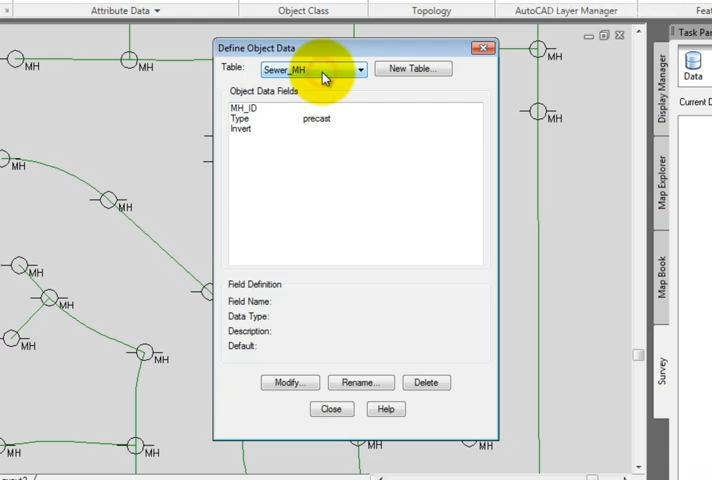 Attribute Data
Object Class
Topology
AutoCAD Layer Manager
Define Object Data
Table:
Sewer_MH
New Table...
Object Data Fields
MH_ID
Type precast
Invert
Field Definition
Field Name:
Data Type:
Description:
Default:
Modify...
Rename...
Delete
Close
Help
MH
MH
MH
MH
MH
MH
MH
MH
MH
MH
MH
MH
MH
MH
Task Pan
Data
Current D
Display Manager
Map Explorer
Map Book
Survey